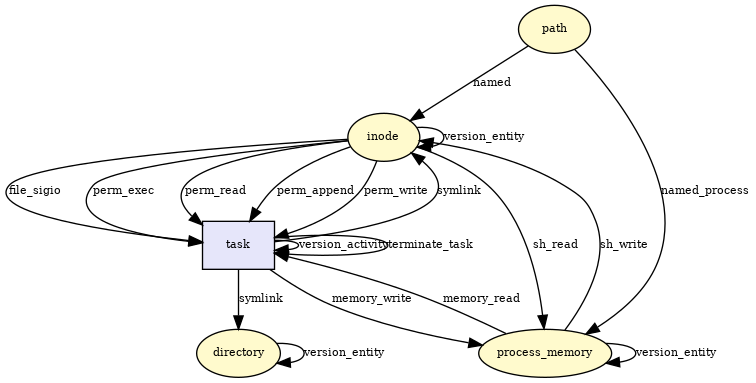 path
named
inode
version_entity
file_sigio
perm_exec
perm_read
perm_append
perm_write
symlink
named_process
task
version_activity
terminate_task
sh_read
sh_write
symlink
memory_write
memory_read
directory
version_entity
process_memory
version_entity